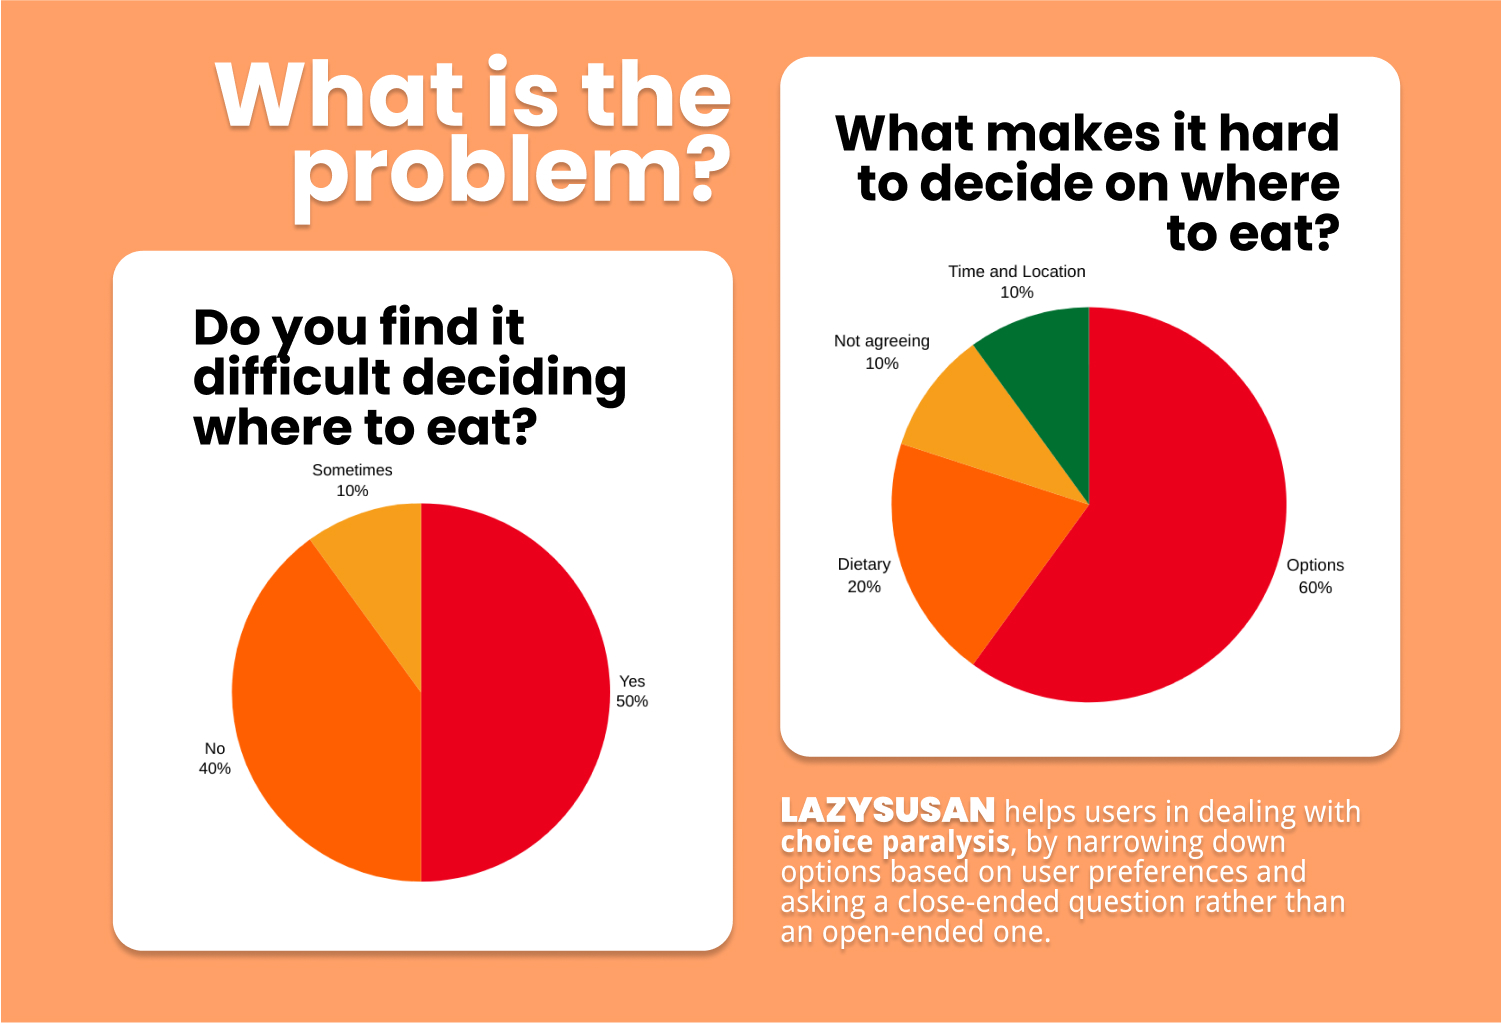 What is the
problem?
Do you find it
difficult deciding
where to eat?
Sometimes
10%
Yes
50%
No
40%
What makes it hard
to decide on where
to eat?
Time and Location
10%
Not agreeing
10%
Dietary
20%
Options
60%
LAZYSUSAN helps users in dealing with
choice paralysis, by narrowing down
options based on user preferences and
asking a close-ended question rather than
an open-ended one.